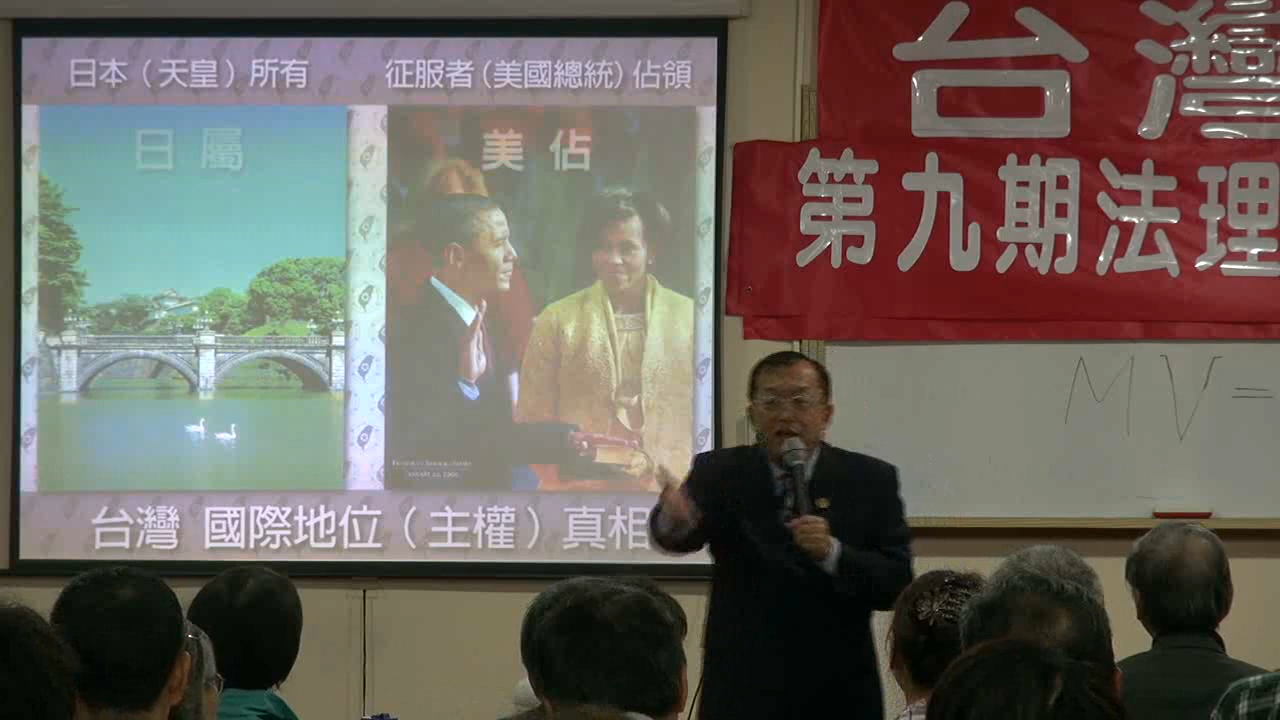 日本（天皇）所有
征服者（美國總統）佔領
日屬
美佔
台灣 國際地位（主權）真相
台灣
第九期法理
MV=